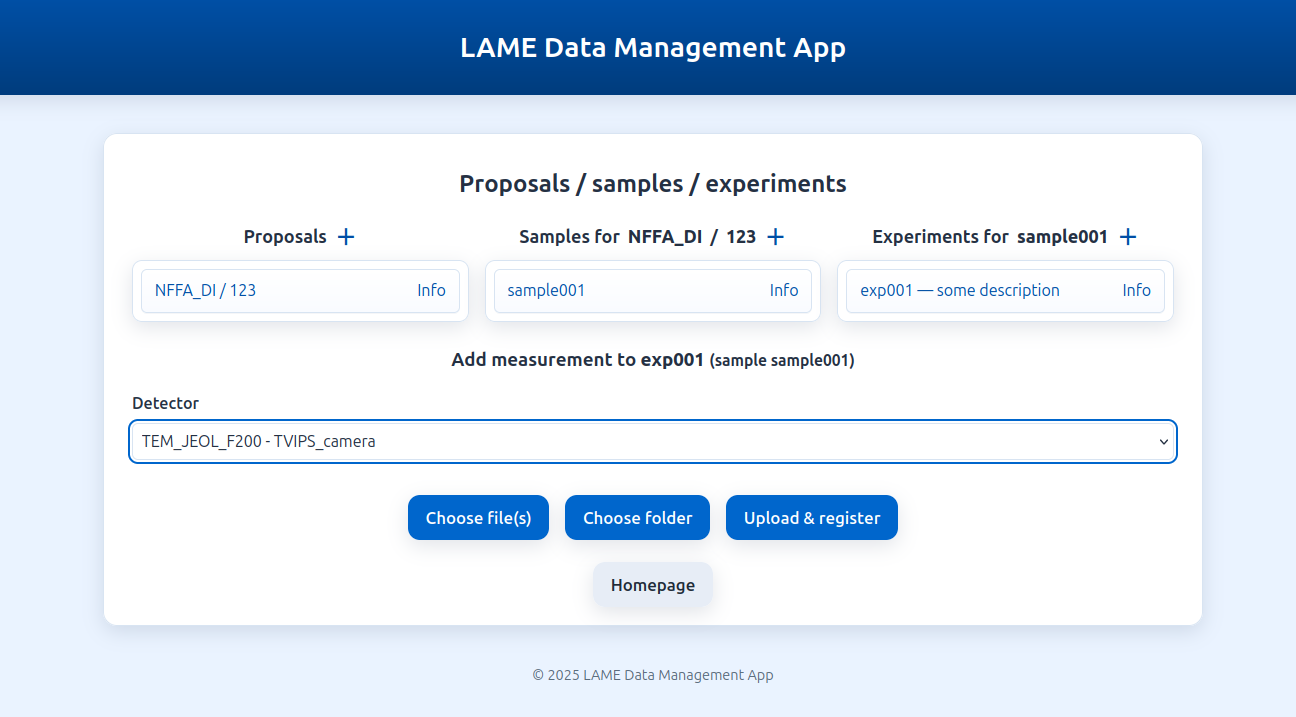 LAME Data Management App
Proposals / samples / experiments
Proposals +
Samples for NFFA_DI / 123 +
Experiments for sample001 +
NFFA_DI / 123 Info
sample001 Info
exp001 — some description Info
Add measurement to exp001 (sample sample001)
Detector
TEM_JEOL_F200 - TVIPS_camera
Choose file(s) Choose folder Upload & register
Homepage
© 2025 LAME Data Management App